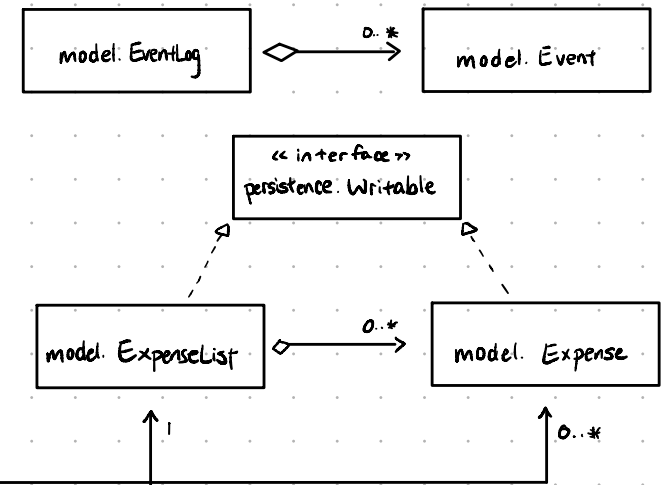 0..*
model.EventLog
model.Event
<<interface>>
persistence.Writable
0..*
model.ExpenseList
model.Expense
1
0..*